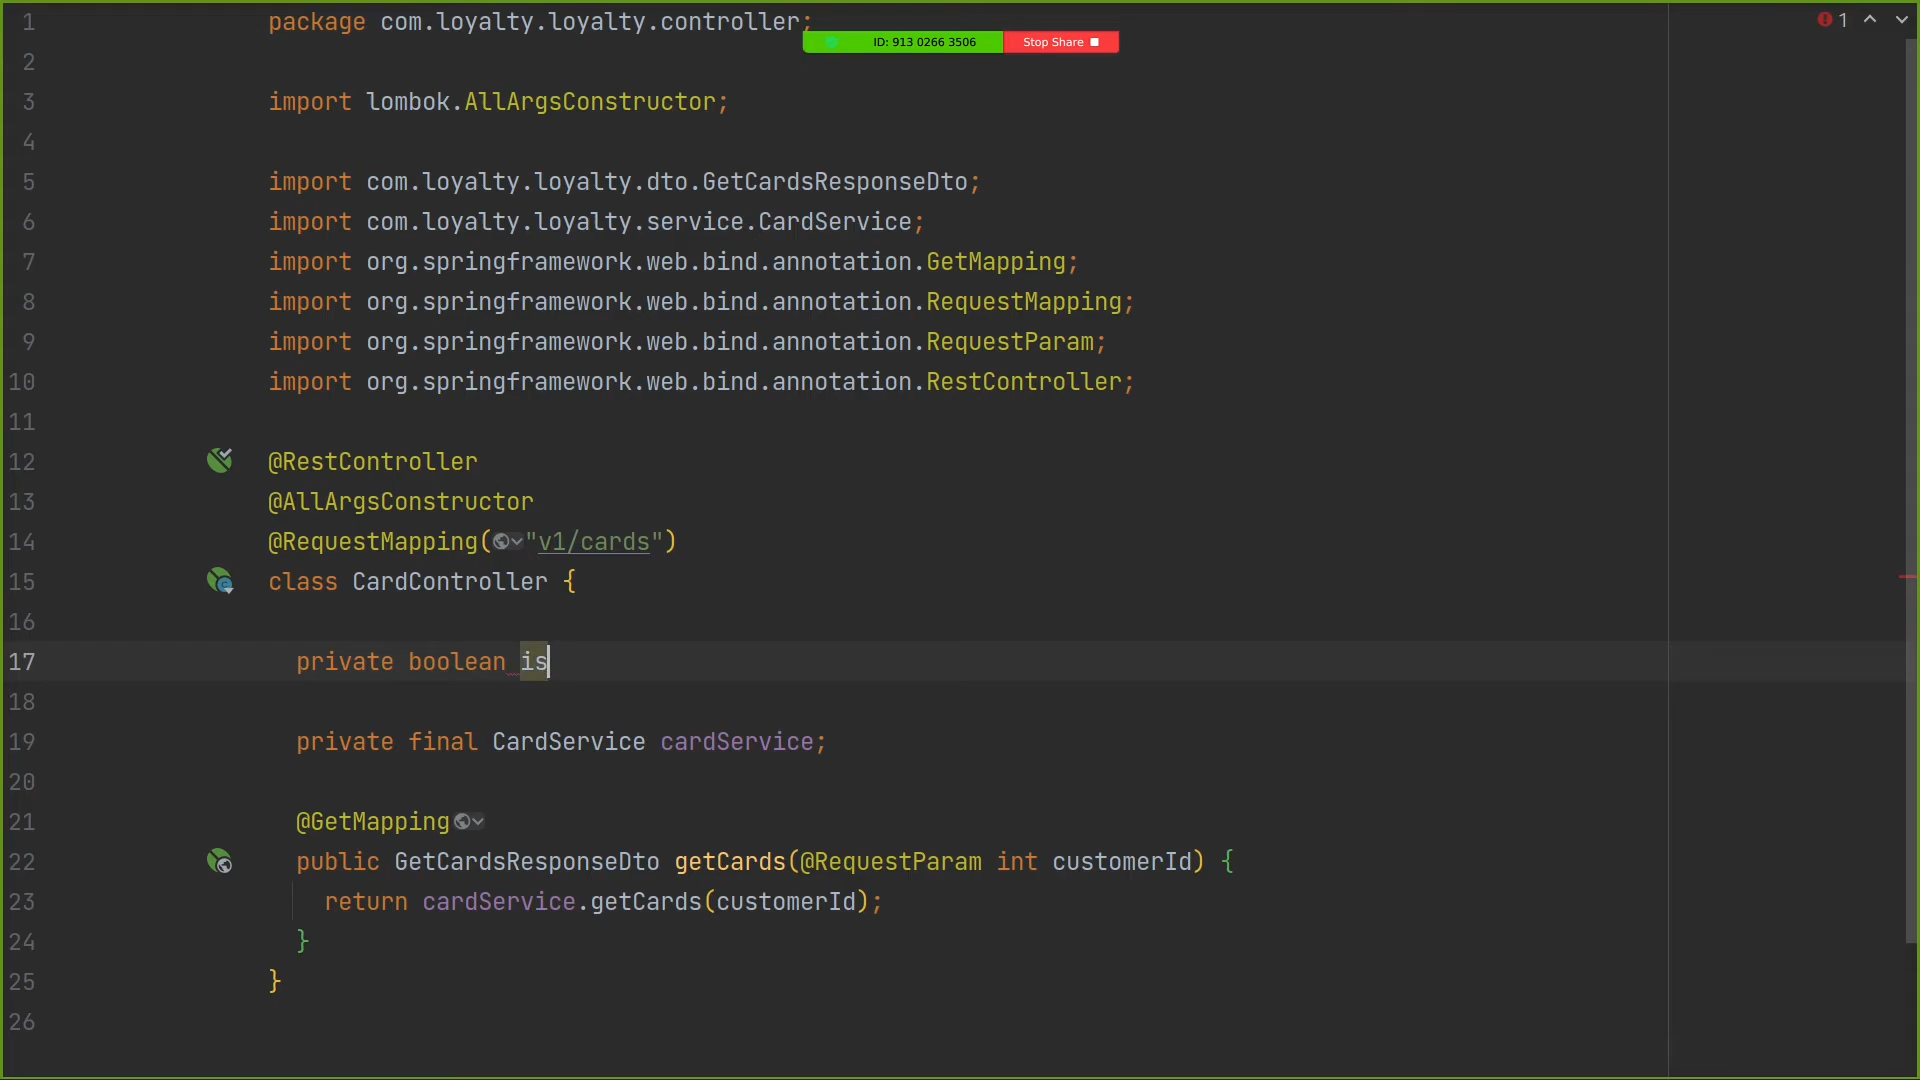 1 package com.loyalty.loyalty.controller;
ID: 913 0266 3506 Stop Share
1
2
3 import lombok.AllArgsConstructor;
4
5 import com.loyalty.loyalty.dto.GetCardsResponseDto;
6 import com.loyalty.loyalty.service.CardService;
7 import org.springframework.web.bind.annotation.GetMapping;
8 import org.springframework.web.bind.annotation.RequestMapping;
9 import org.springframework.web.bind.annotation.RequestParam;
10 import org.springframework.web.bind.annotation.RestController;
11
12 @RestController
13 @AllArgsConstructor
14 @RequestMapping("v1/cards")
15 class CardController {
16
17 private boolean is
18
19 private final CardService cardService;
20
21 @GetMapping
22 public GetCardsResponseDto getCards(@RequestParam int customerId) {
23 return cardService.getCards(customerId);
24 }
25 }
26